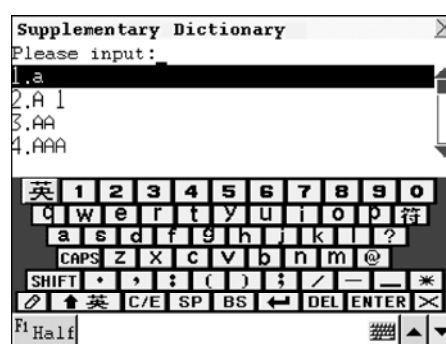 Supplementary Dictionary
Please input:
1.a
2.A l
3.AA
4.AAA
英 1 2 3 4 5 6 7 8 9 0
q w e r t y u i o p 符
a s d f g h j k l ?
CAPS z x c v b n m @
SHIFT · , : ( ) ; / — _ *
英 C/E SP BS DEL ENTER
F1 Half